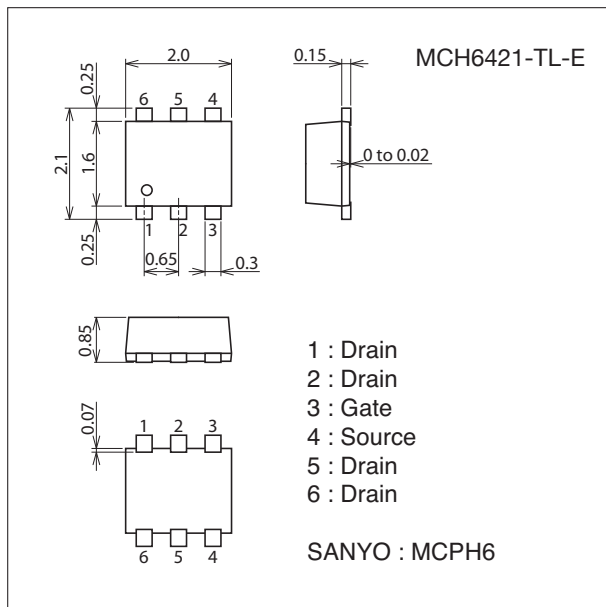 MCH6421-TL-E
2.0
0.15
0.25
6 5 4
2.1
1.6
0 to 0.02
0.25
1 2 3
0.65
0.3
0.85
1 : Drain
2 : Drain
3 : Gate
4 : Source
5 : Drain
6 : Drain
0.07
1 2 3
6 5 4
SANYO : MCPH6